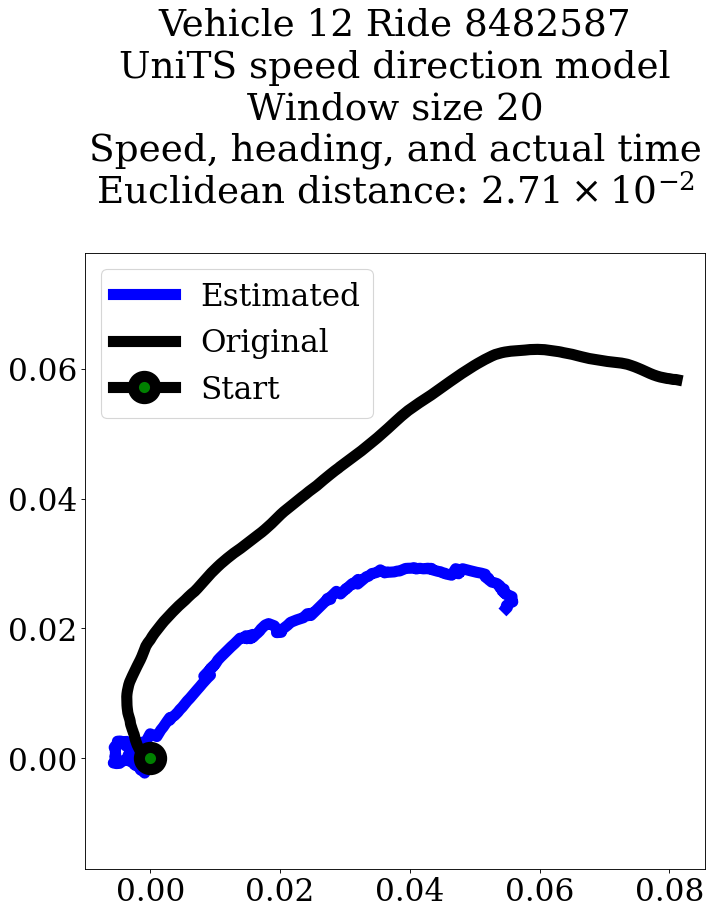 Vehicle 12 Ride 8482587
UniTS speed direction model
Window size 20
Speed, heading, and actual time
Euclidean distance: 2.71 × 10⁻²
Estimated
Original
Start
0.06
0.04
0.02
0.00
0.00 0.02 0.04 0.06 0.08